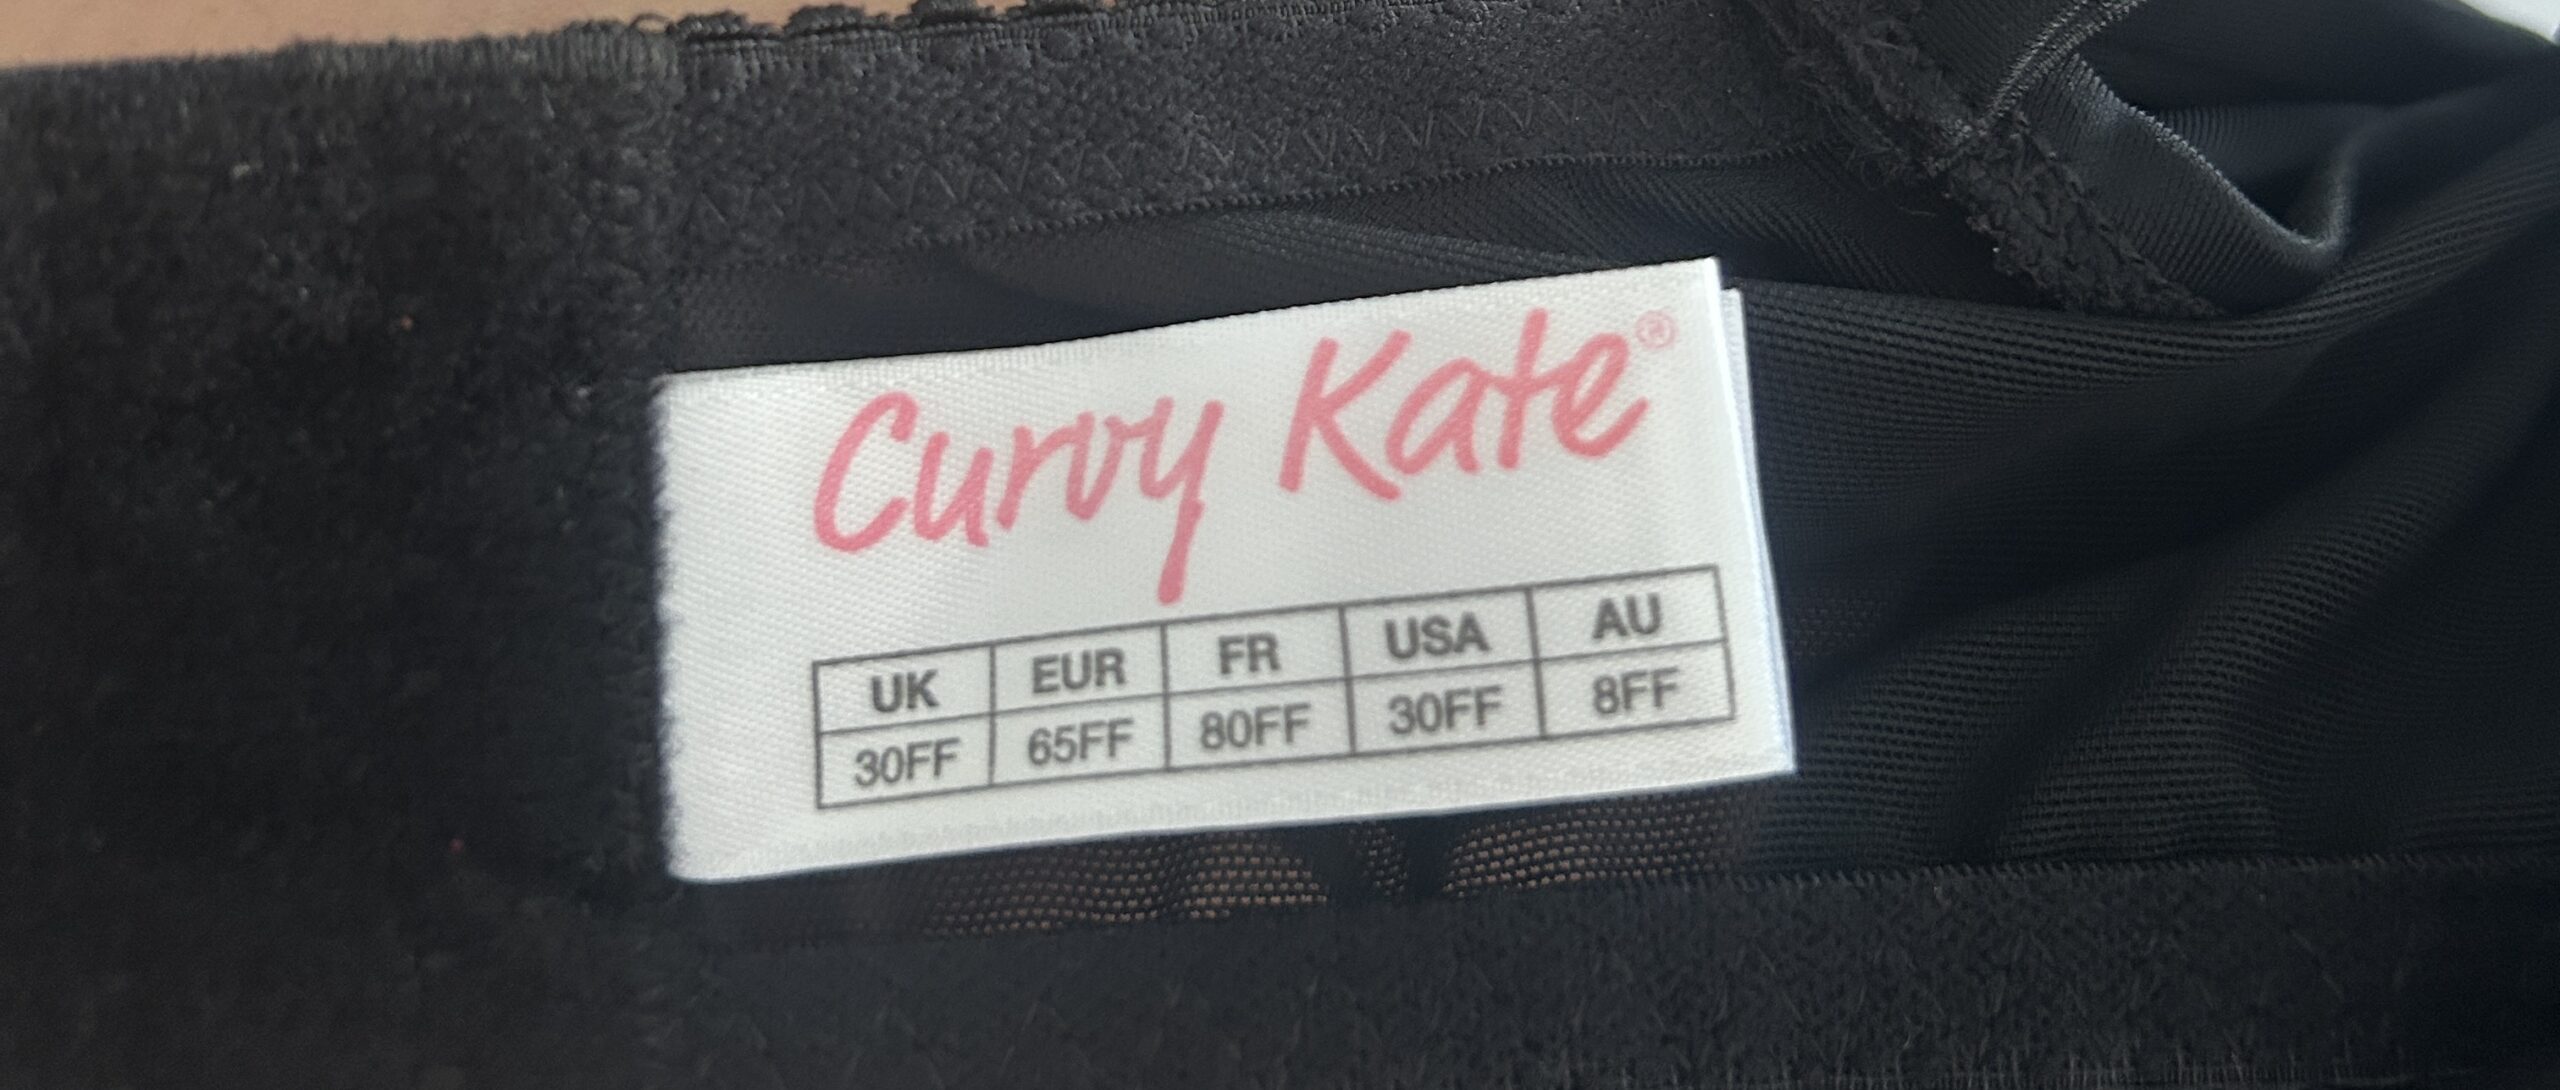 Curvy Kate®
UK EUR FR USA AU
30FF 65FF 80FF 30FF 8FF